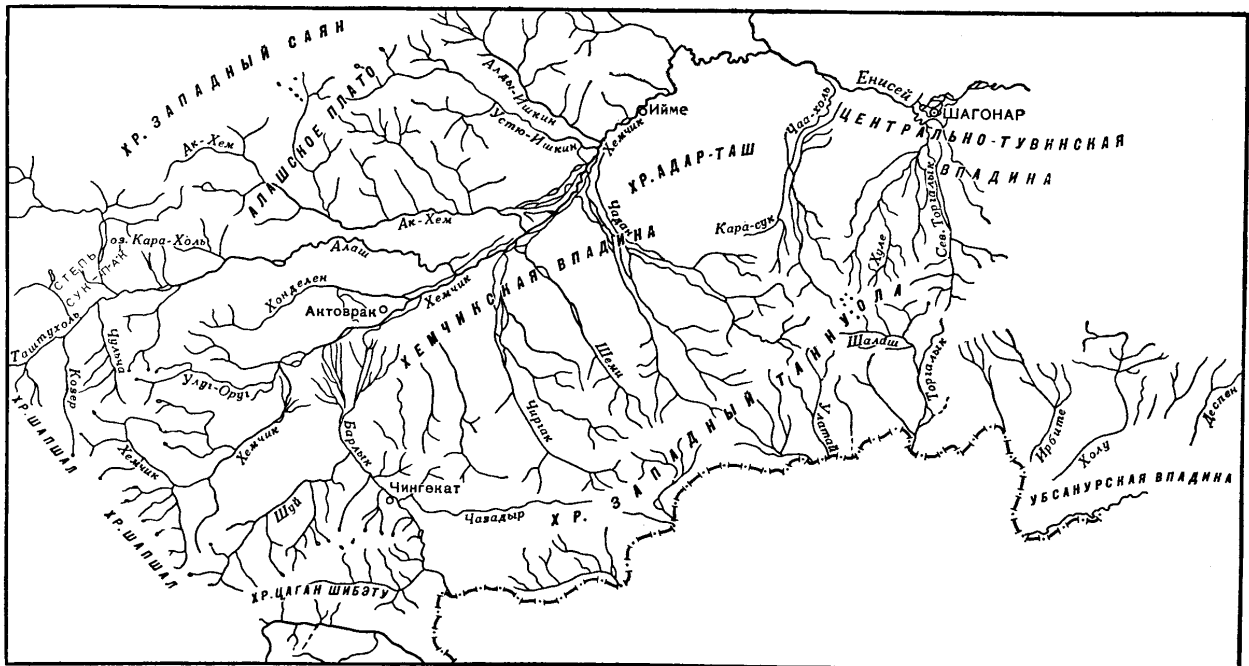 ХР. ЗАПАДНЫЙ САЯН
АЛАШСКОЕ ПЛАТО
Алды-Ишкин
Устю-Ишкин
Ийме
Хемчик
Енисей
ШАГОНАР
Чаа-холь
ЦЕНТРАЛЬНО-ТУВИНСКАЯ
ВПАДИНА
ХР. АДАР-ТАШ
Ак-Хем
Ак-Хем
Чадан
Кара-сук
Хуле
Сев. Торгалык
оз. Кара-Холь
Алаш
СТЕПЬ
СУК-ПАК
Хонделен
Актоврак
Хемчик
ХЕМЧИКСКАЯ ВПАДИНА
Таштухоль
Чульча
Козер
Улуг-Оруг
Шеми
Чиргак
Шалаш
Торгалык
Улатай
ХР. ЗАПАДНЫЙ ТАННУ-ОЛА
ХР. ШАПШАЛ
Хемчик
Хемчик
Барлык
Ирбите
Холу
Деспен
УБСАНУРСКАЯ ВПАДИНА
Чингекат
Чавадыр
Шуй
ХР. ШАПШАЛ
ХР. ЦАГАН ШИБЭТУ